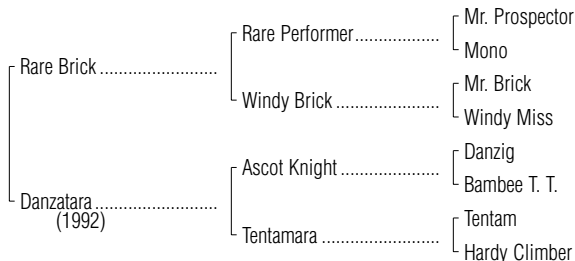 Mr. Prospector
Rare Performer...................
Mono
Rare Brick ..........................
Mr. Brick
Windy Brick .......................
Windy Miss
Danzig
Ascot Knight ......................
Bambee T. T.
Danzatara ...........................
(1992)
Tentam
Tentamara ..........................
Hardy Climber